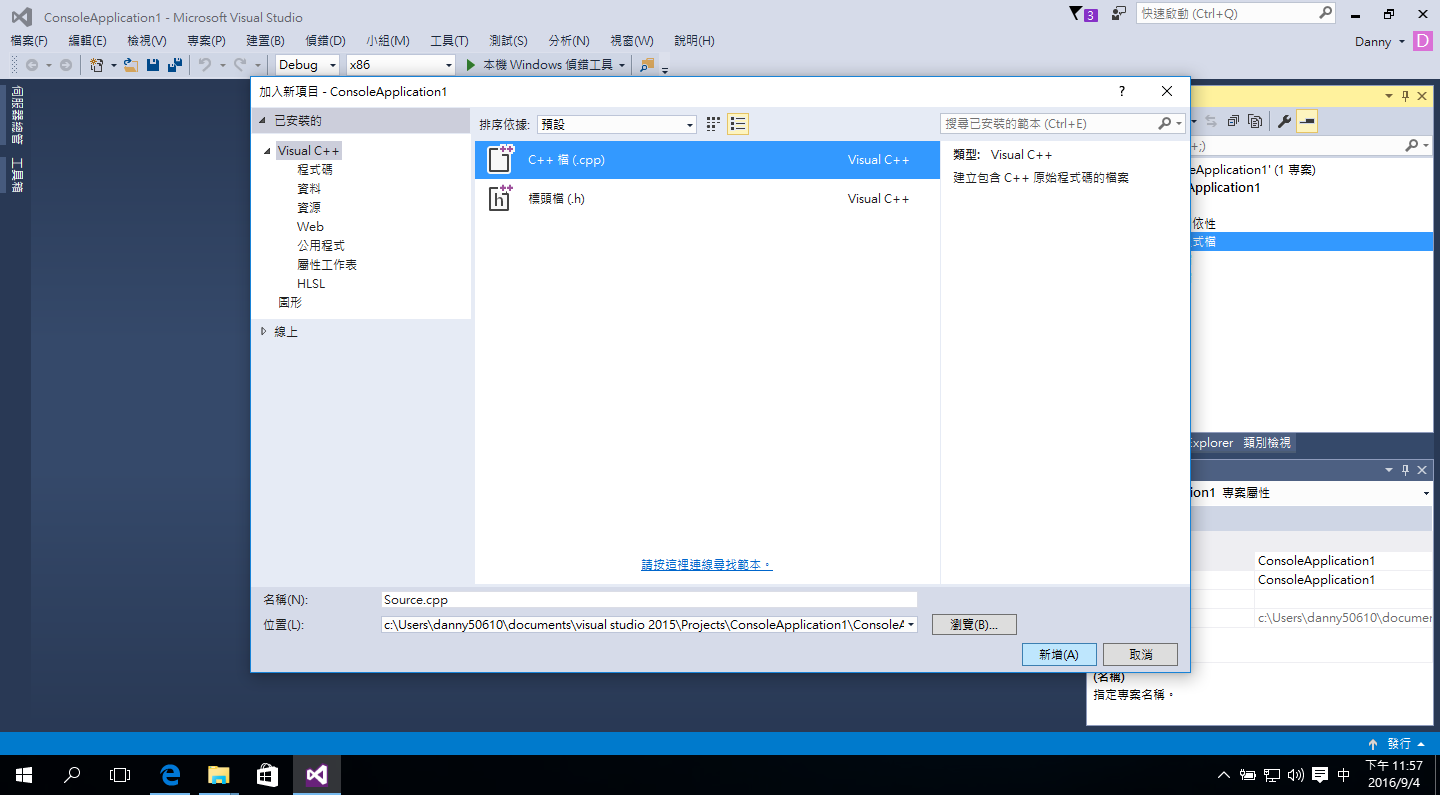 ConsoleApplication1 - Microsoft Visual Studio
3
快速啟動 (Ctrl+Q)
檔案(F) 編輯(E) 檢視(V) 專案(P) 建置(B) 偵錯(D) 小組(M) 工具(T) 測試(S) 分析(N) 視窗(W) 說明(H)
Danny D
Debug x86 本機 Windows 偵錯工具
伺服器總管
工具箱
加入新項目 - ConsoleApplication1
?
已安裝的
Visual C++
程式碼
資料
資源
Web
公用程式
屬性工作表
HLSL
圖形
線上
排序依據: 預設
C++ 檔 (.cpp) Visual C++
標頭檔 (.h) Visual C++
請按這裡連線尋找範本。
搜尋已安裝的範本 (Ctrl+E)
類型: Visual C++
建立包含 C++ 原始程式碼的檔案
名稱(N): Source.cpp
位置(L): c:\Users\danny50610\documents\visual studio 2015\Projects\ConsoleApplication1\ConsoleA
瀏覽(B)...
新增(A) 取消
+;)
eApplication1' (1 專案)
Application1
依性
式檔
Explorer 類別檢視
ion1 專案屬性
ConsoleApplication1
ConsoleApplication1
c:\Users\danny50610\documen
(名稱)
指定專案名稱。
發行
中
下午 11:57
2016/9/4